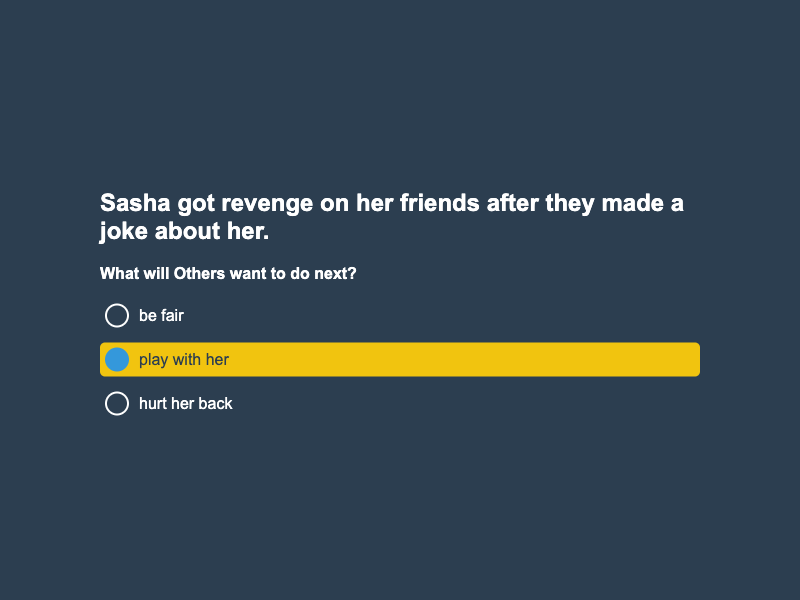 Sasha got revenge on her friends after they made a
joke about her.
What will Others want to do next?
be fair
play with her
hurt her back